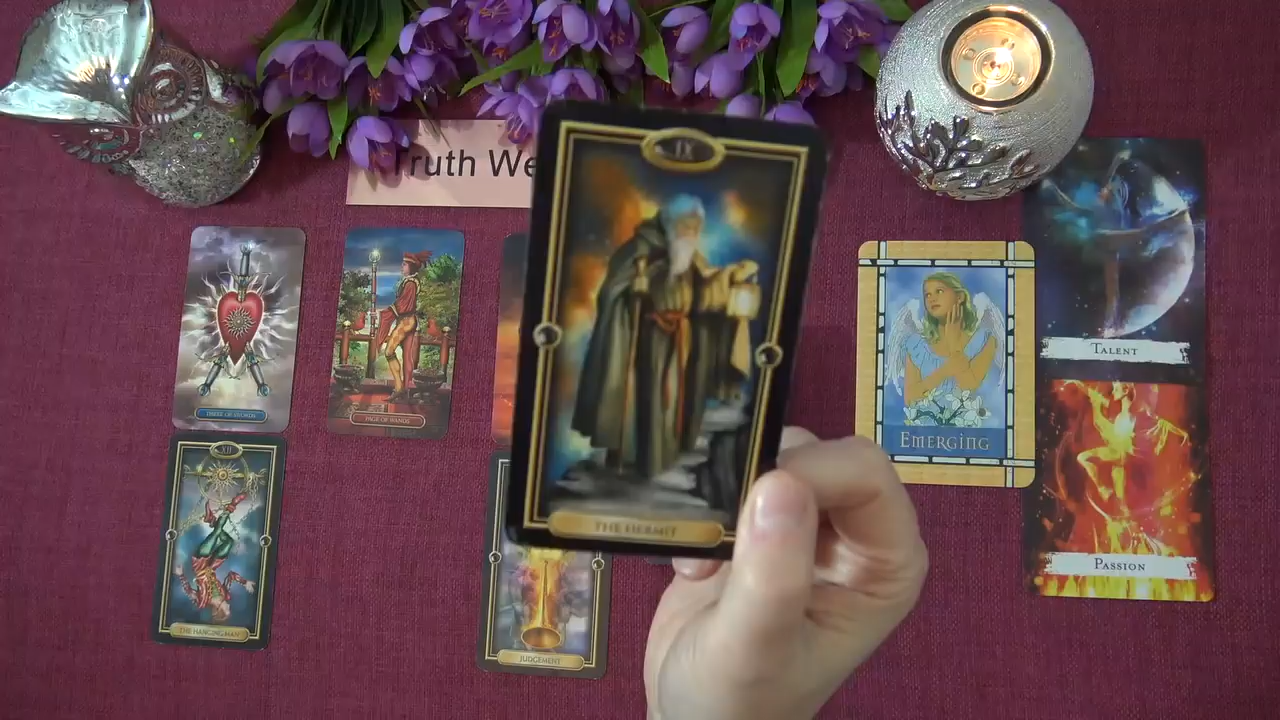 Truth We
IX
THE HERMIT
THREE OF SWORDS
PAGE OF WANDS
XII
THE HANGING MAN
JUDGEMENT
EMERGING
TALENT
PASSION